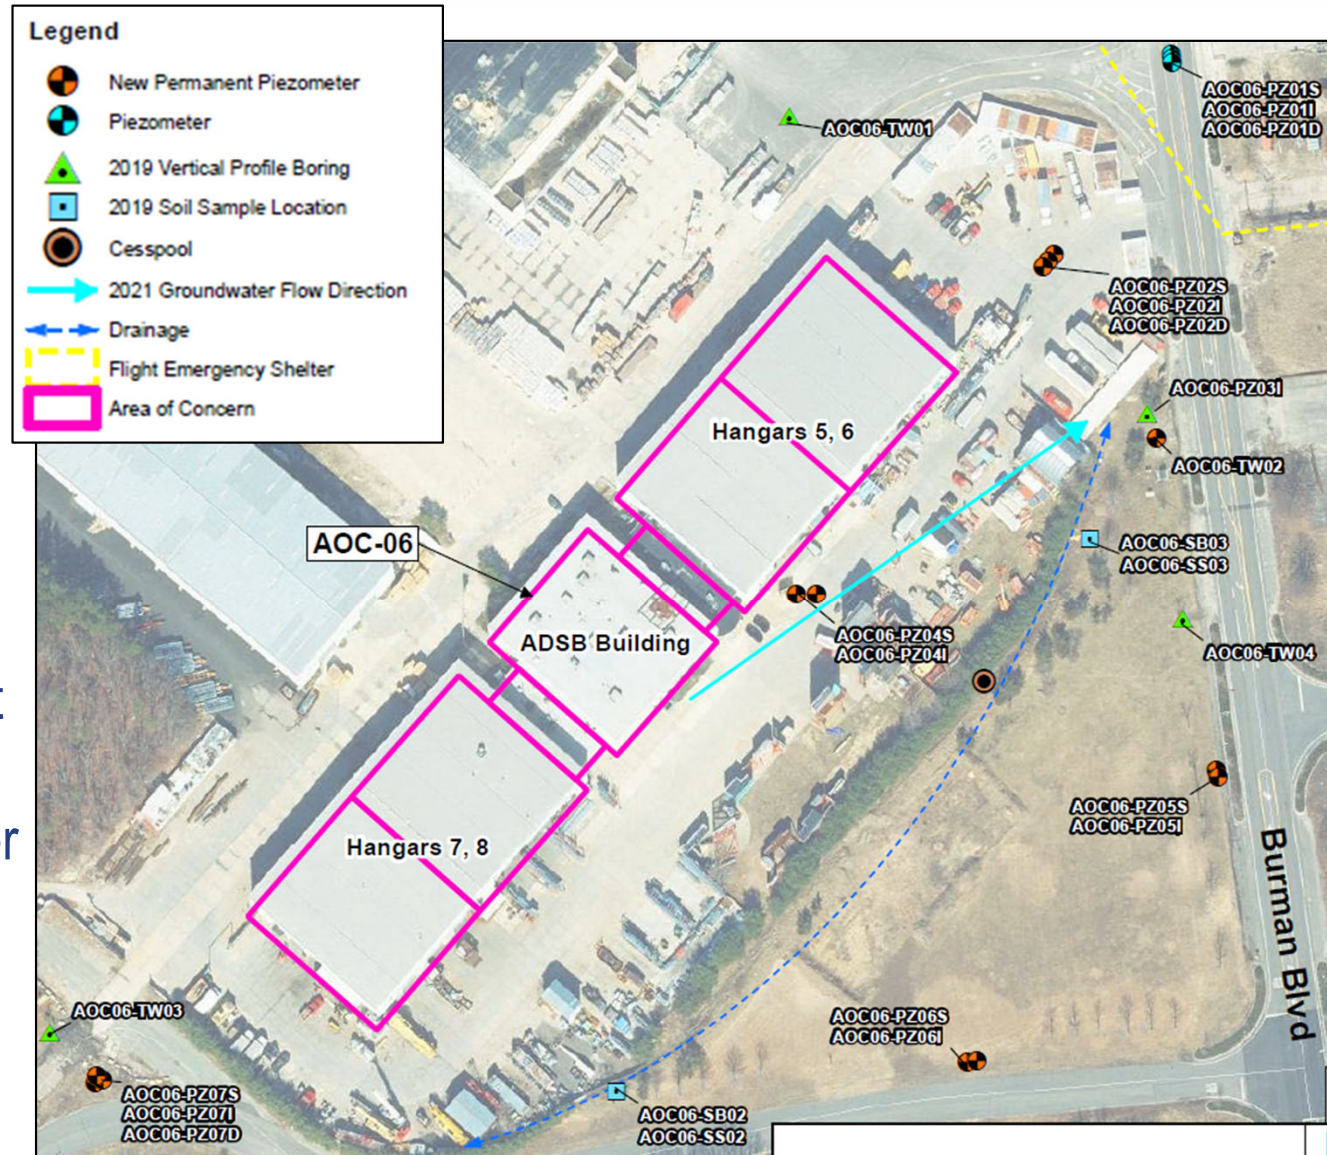 Legend
New Permanent Piezometer
Piezometer
2019 Vertical Profile Boring
2019 Soil Sample Location
Cesspool
2021 Groundwater Flow Direction
Drainage
Flight Emergency Shelter
Area of Concern
AOC06-PZ01S
AOC06-PZ01I
AOC06-PZ01D
AOC06-TW01
AOC06-PZ02S
AOC06-PZ02I
AOC06-PZ02D
AOC06-PZ03I
Hangars 5, 6
AOC06-TW02
AOC-06
AOC06-SB03
AOC06-SS03
ADSB Building
AOC06-PZ04S
AOC06-PZ04I
AOC06-TW04
AOC06-PZ05S
AOC06-PZ05I
Hangars 7, 8
Burman Blvd
AOC06-TW03
AOC06-PZ06S
AOC06-PZ06I
AOC06-PZ07S
AOC06-PZ07I
AOC06-PZ07D
AOC06-SB02
AOC06-SS02